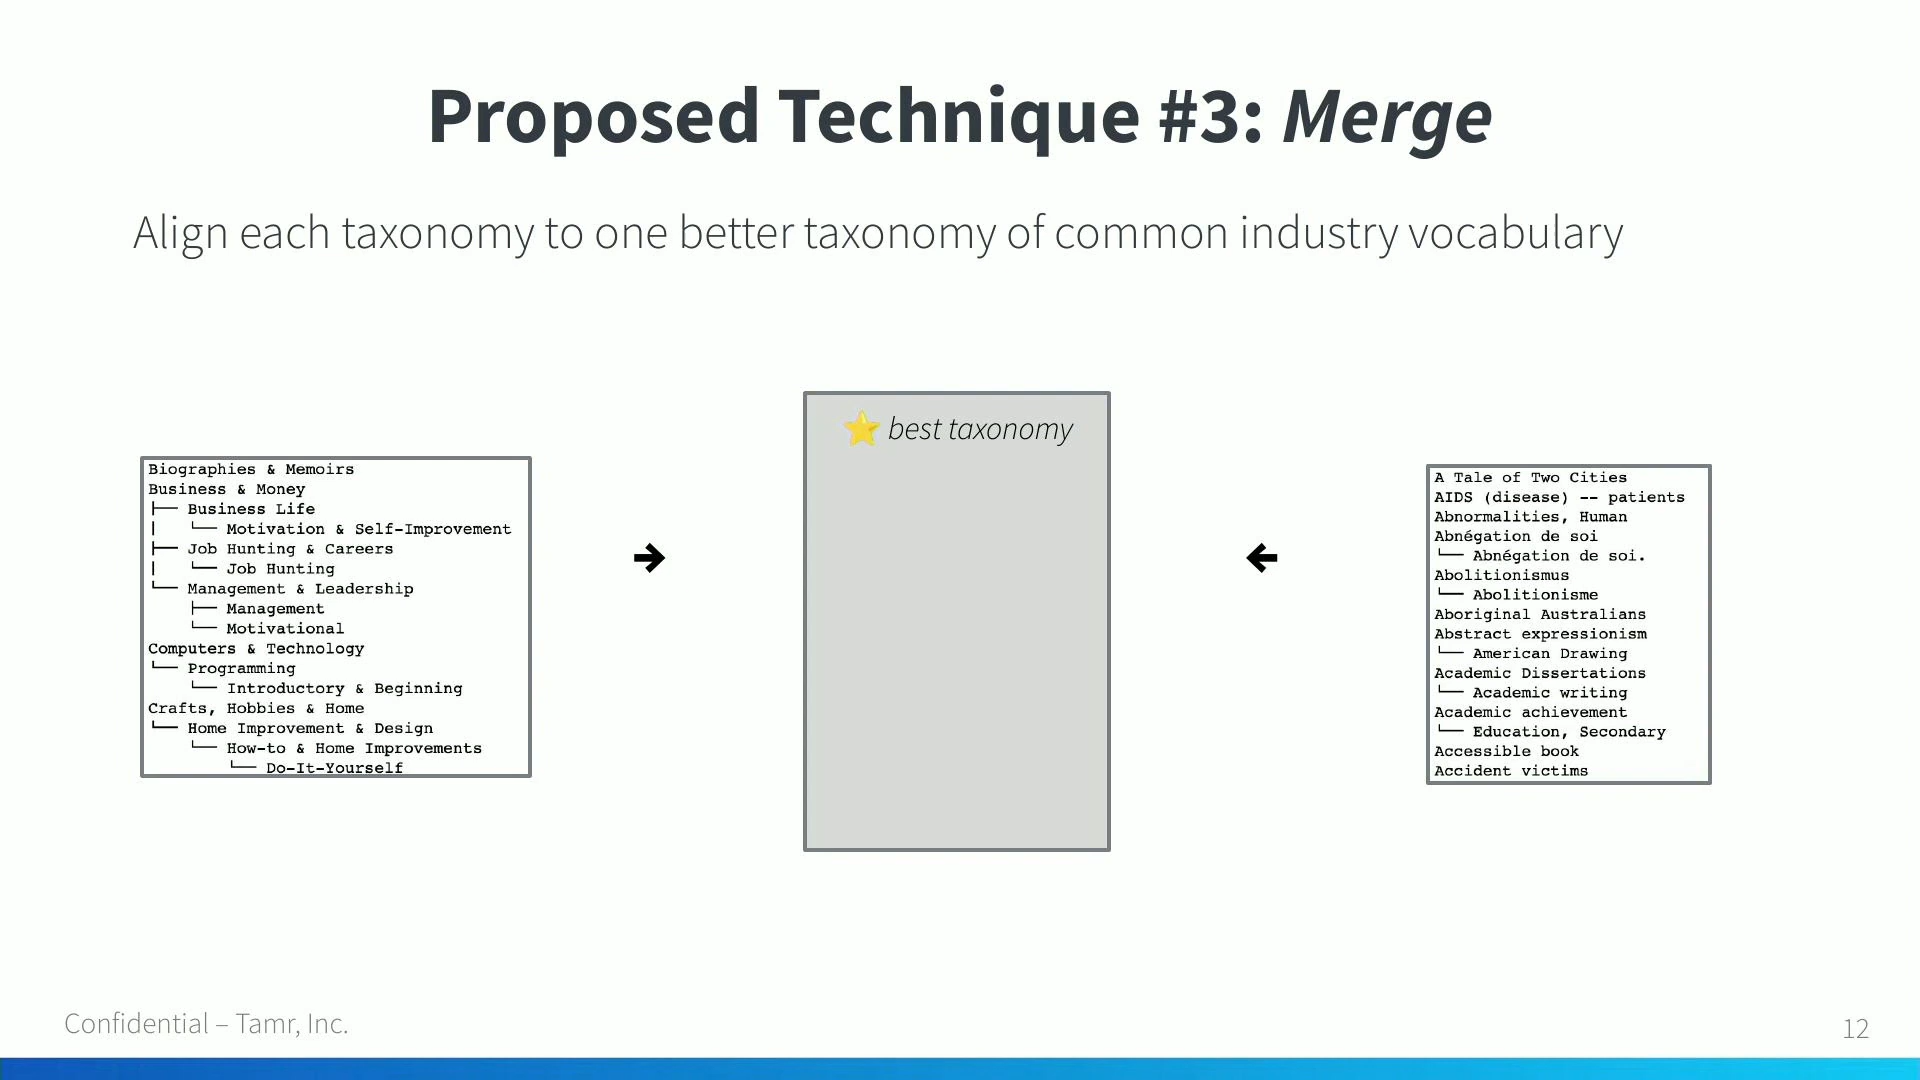 Proposed Technique #3: Merge
Align each taxonomy to one better taxonomy of common industry vocabulary
Biographies & Memoirs
Business & Money
├── Business Life
│   └── Motivation & Self-Improvement
├── Job Hunting & Careers
│   └── Job Hunting
└── Management & Leadership
    ├── Management
    └── Motivational
Computers & Technology
└── Programming
    └── Introductory & Beginning
Crafts, Hobbies & Home
└── Home Improvement & Design
    └── How-to & Home Improvements
        └── Do-It-Yourself
→
⭐ best taxonomy
←
A Tale of Two Cities
AIDS (disease) -- patients
Abnormalities, Human
Abnégation de soi
└── Abnégation de soi.
Abolitionismus
└── Abolitionisme
Aboriginal Australians
Abstract expressionism
└── American Drawing
Academic Dissertations
└── Academic writing
Academic achievement
└── Education, Secondary
Accessible book
Accident victims
Confidential – Tamr, Inc.
12